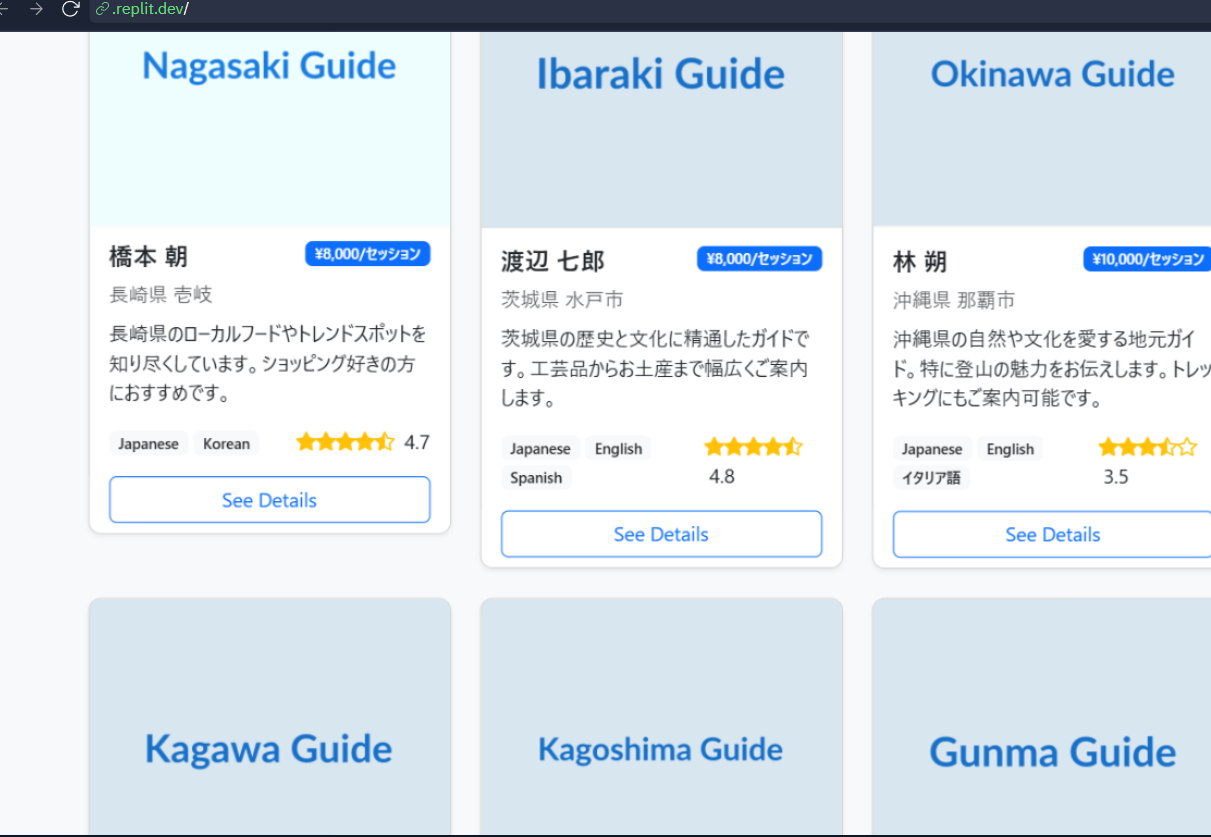 .replit.dev/
Nagasaki Guide
橋本 朝
¥8,000/セッション
長崎県 壱岐
長崎県のローカルフードやトレンドスポットを
知り尽くしています。ショッピング好きの方
におすすめです。
Japanese Korean 4.7
See Details
Ibaraki Guide
渡辺 七郎
¥8,000/セッション
茨城県 水戸市
茨城県の歴史と文化に精通したガイドで
す。工芸品からお土産まで幅広くご案内
します。
Japanese English
Spanish 4.8
See Details
Okinawa Guide
林 朔
¥10,000/セッション
沖縄県 那覇市
沖縄県の自然や文化を愛する地元ガイ
ド。特に登山の魅力をお伝えします。トレッ
キングにもご案内可能です。
Japanese English
イタリア語 3.5
See Details
Kagawa Guide
Kagoshima Guide
Gunma Guide